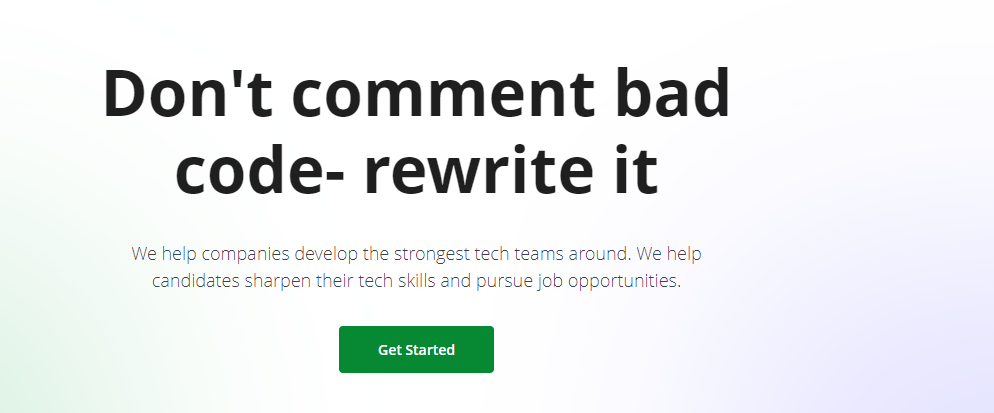 Don't comment bad
code- rewrite it
We help companies develop the strongest tech teams around. We help
candidates sharpen their tech skills and pursue job opportunities.
Get Started